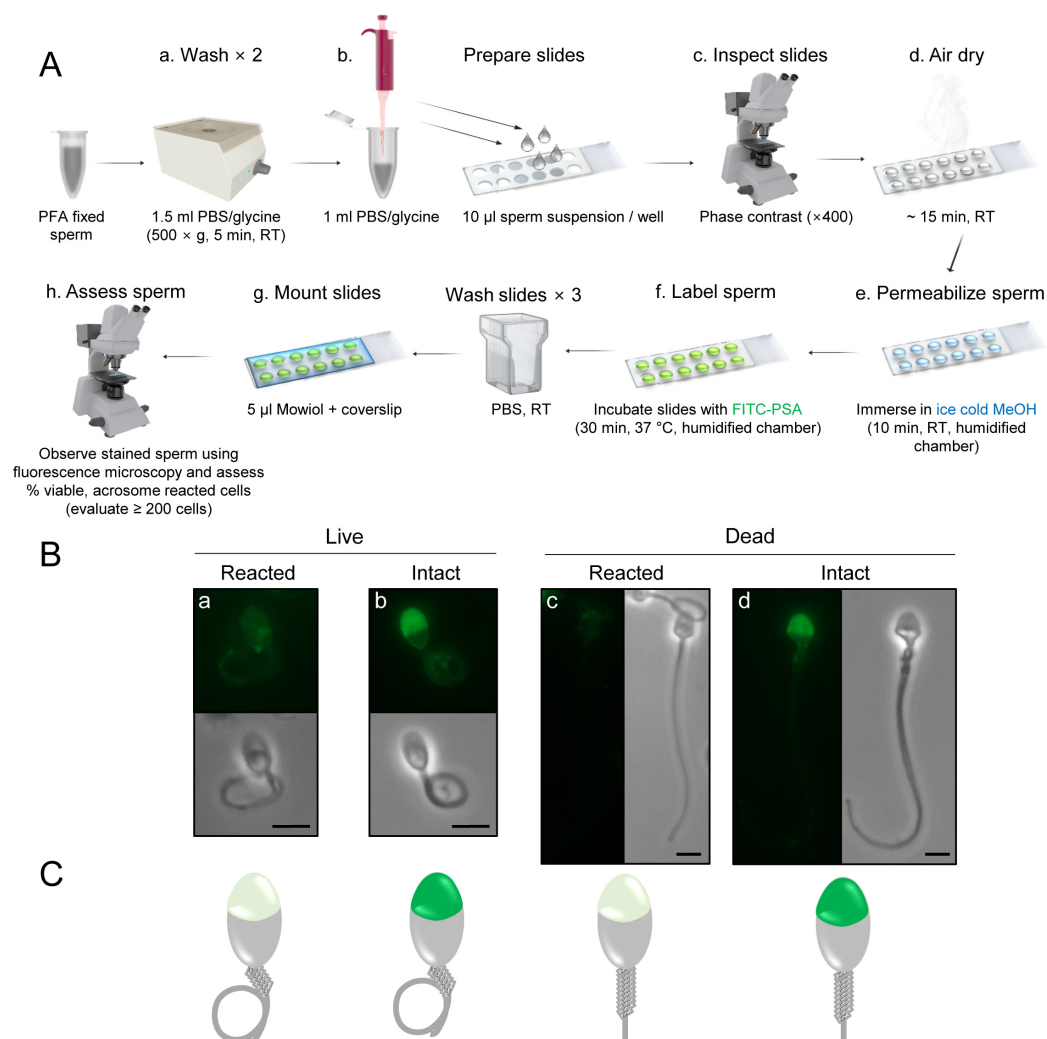 A
a. Wash × 2
b.
Prepare slides
c. Inspect slides
d. Air dry
PFA fixed
sperm
1.5 ml PBS/glycine
(500 × g, 5 min, RT)
1 ml PBS/glycine
10 µl sperm suspension / well
Phase contrast (×400)
~ 15 min, RT
h. Assess sperm
g. Mount slides
Wash slides × 3
f. Label sperm
e. Permeabilize sperm
5 µl Mowiol + coverslip
PBS, RT
Incubate slides with FITC-PSA
(30 min, 37 °C, humidified chamber)
Immerse in ice cold MeOH
(10 min, RT, humidified
chamber)
Observe stained sperm using
fluorescence microscopy and assess
% viable, acrosome reacted cells
(evaluate ≥ 200 cells)
B
Live
Dead
Reacted
Intact
Reacted
Intact
a
b
c
d
C